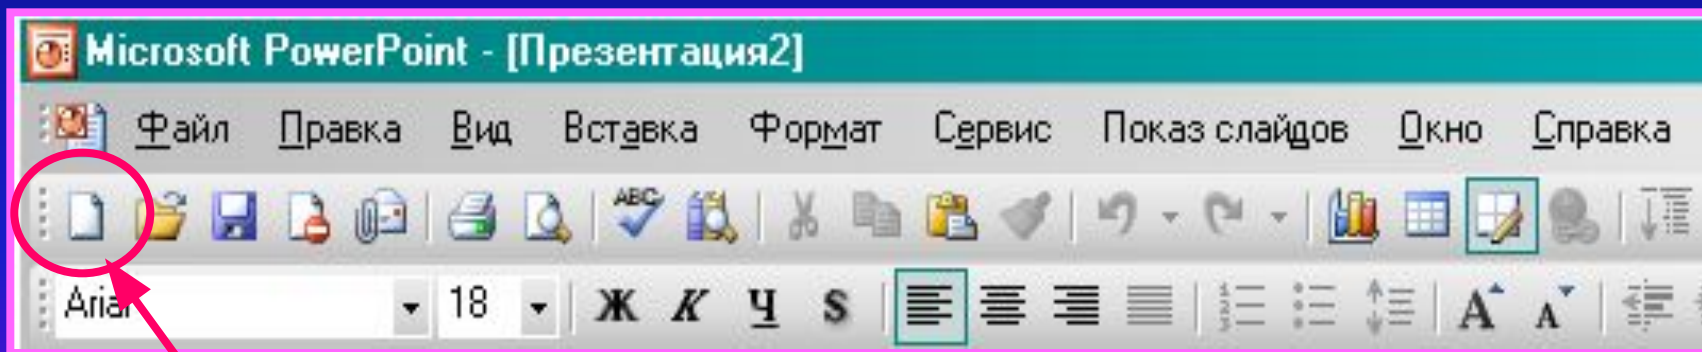 Microsoft PowerPoint - [Презентация2]
Файл Правка Вид Вставка Формат Сервис Показ слайдов Окно Справка
ABC
Arial 18 Ж К Ч S A A